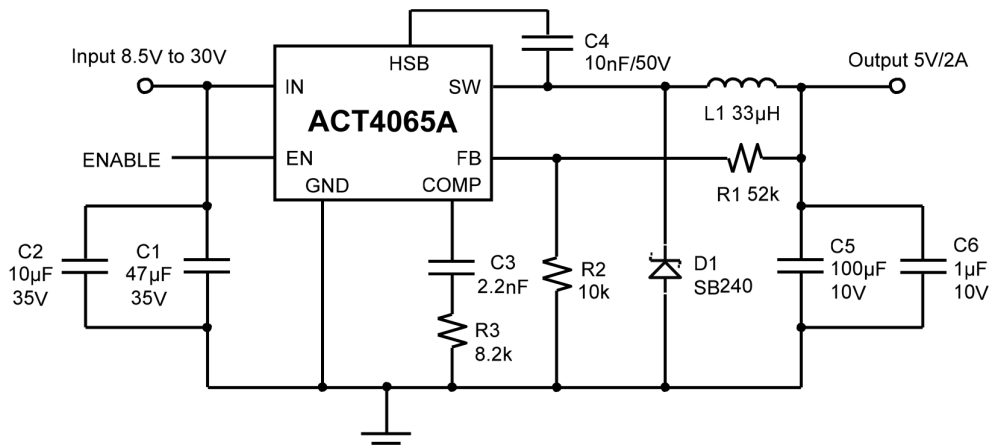 Input 8.5V to 30V
HSB
C4
10nF/50V
Output 5V/2A
IN
SW
ACT4065A
L1 33µH
ENABLE
EN
FB
GND
COMP
R1 52k
C2
10µF
35V
C1
47µF
35V
C3
2.2nF
R2
10k
D1
SB240
C5
100µF
10V
C6
1µF
10V
R3
8.2k